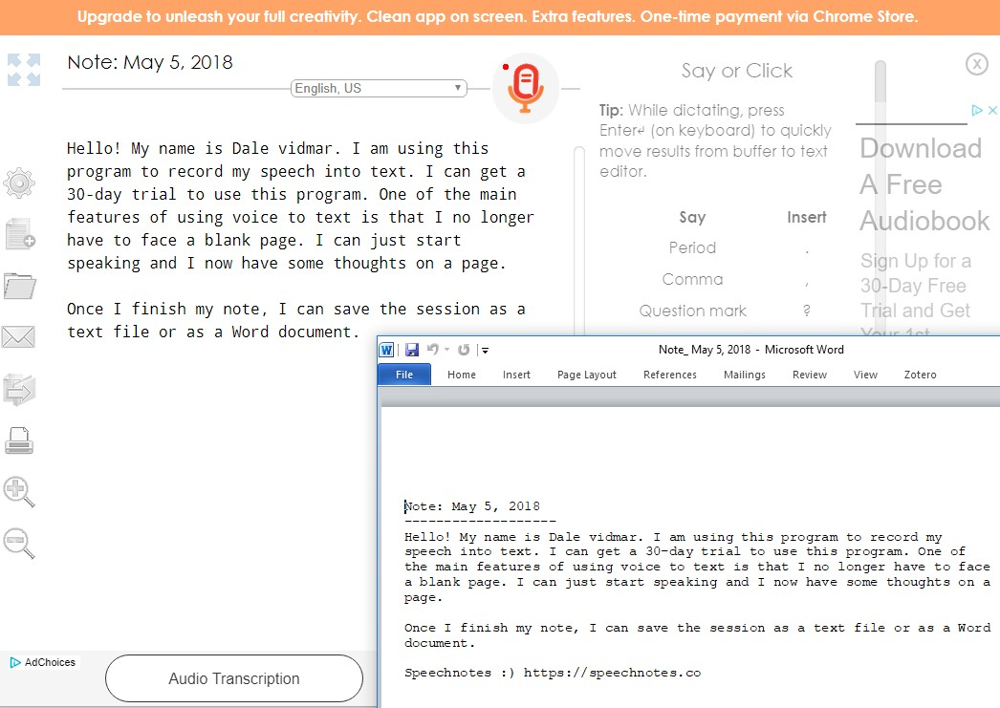 Upgrade to unleash your full creativity. Clean app on screen. Extra features. One-time payment via Chrome Store.
Note: May 5, 2018
English, US
Hello! My name is Dale vidmar. I am using this
program to record my speech into text. I can get a
30-day trial to use this program. One of the main
features of using voice to text is that I no longer
have to face a blank page. I can just start
speaking and I now have some thoughts on a page.
Once I finish my note, I can save the session as a
text file or as a Word document.
Say or Click
Tip: While dictating, press
Enter↵ (on keyboard) to quickly
move results from buffer to text
editor.
Say Insert
Period .
Comma ,
Question mark ?
X
Download
A Free
Audiobook
Sign Up for a
30-Day Free
Trial and Get
Your 1st
W
Note_ May 5, 2018 - Microsoft Word
File Home Insert Page Layout References Mailings Review View Zotero
Note: May 5, 2018
-------------------
Hello! My name is Dale vidmar. I am using this program to record my
speech into text. I can get a 30-day trial to use this program. One of
the main features of using voice to text is that I no longer have to face
a blank page. I can just start speaking and I now have some thoughts on a
page.
Once I finish my note, I can save the session as a text file or as a Word
document.
Speechnotes :) https://speechnotes.co
AdChoices
Audio Transcription